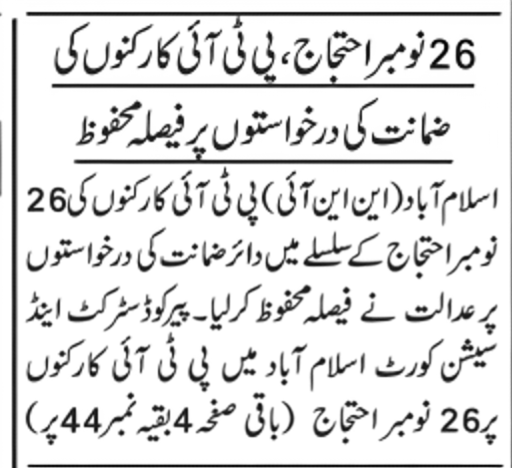 26 نومبر احتجاج، پی ٹی آئی کارکنوں کی
ضمانت کی درخواستوں پر فیصلہ محفوظ
اسلام آباد (این این آئی) پی ٹی آئی کارکنوں کی 26
نومبر احتجاج کے سلسلے میں دائر ضمانت کی درخواستوں
پر عدالت نے فیصلہ محفوظ کرلیا۔ پیر کو ڈسٹرکٹ اینڈ
سیشن کورٹ اسلام آباد میں پی ٹی آئی کارکنوں
پر 26 نومبر احتجاج (باقی صفحہ 4 بقیہ نمبر 44 پر)